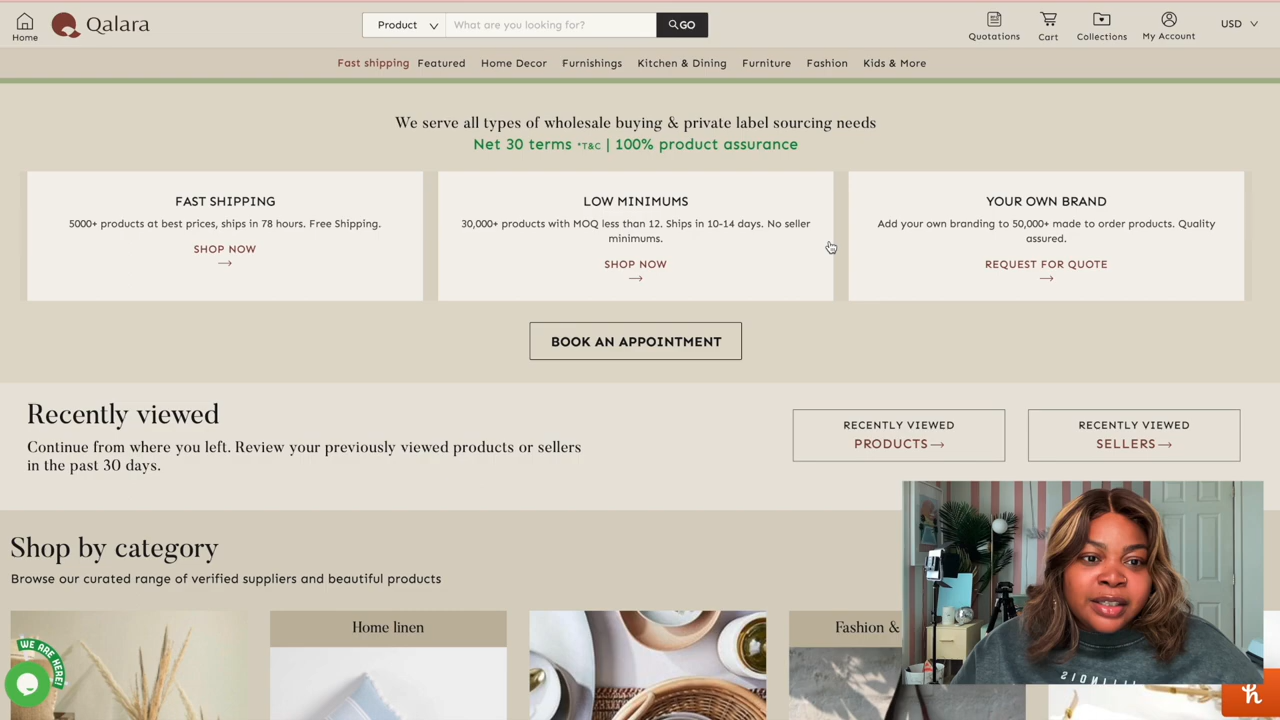 Home
Qalara
Product
What are you looking for?
GO
Quotations
Cart
Collections
My Account
USD
Fast shipping
Featured
Home Decor
Furnishings
Kitchen & Dining
Furniture
Fashion
Kids & More
We serve all types of wholesale buying & private label sourcing needs
Net 30 terms *T&C | 100% product assurance
FAST SHIPPING
5000+ products at best prices, ships in 78 hours. Free Shipping.
SHOP NOW
LOW MINIMUMS
30,000+ products with MOQ less than 12. Ships in 10-14 days. No seller
minimums.
SHOP NOW
YOUR OWN BRAND
Add your own branding to 50,000+ made to order products. Quality
assured.
REQUEST FOR QUOTE
BOOK AN APPOINTMENT
Recently viewed
Continue from where you left. Review your previously viewed products or sellers
in the past 30 days.
RECENTLY VIEWED
PRODUCTS
RECENTLY VIEWED
SELLERS
Shop by category
Browse our curated range of verified suppliers and beautiful products
Home linen
Fashion &
WE ARE HERE!
ILLINOIS
h